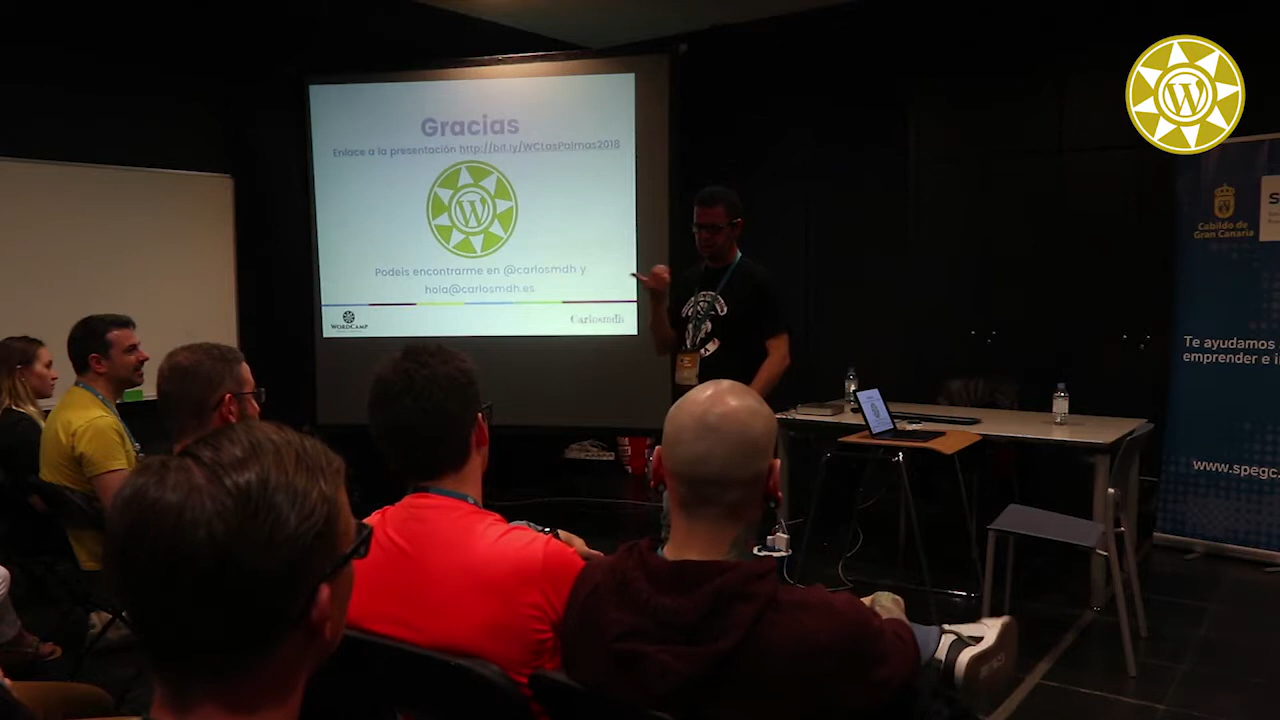 Gracias
Enlace a la presentación http://bit.ly/WCLasPalmas2018
W
Podeis encontrarme en @carlosmdh y
hola@carlosmdh.es
WORDCAMP
Carlosmdh
W
Cabildo de
Gran Canaria
Te ayudamos
emprender e
www.spegc.